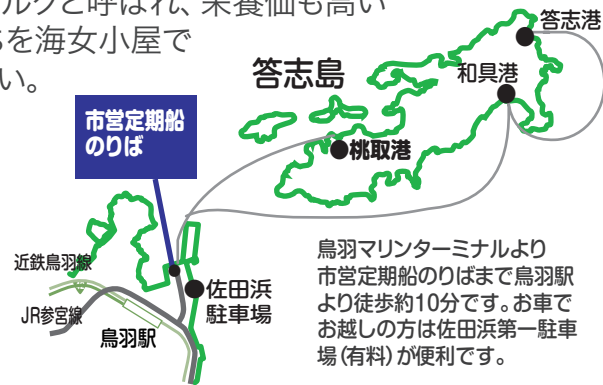 ルクと呼ばれ、栄養価も高い
を海女小屋で
い。
答志港
和具港
答志島
桃取港
市営定期船
のりば
近鉄鳥羽線
JR参宮線
鳥羽駅
佐田浜
駐車場
鳥羽マリンターミナルより
市営定期船のりばまで鳥羽駅
より徒歩約10分です。お車で
お越しの方は佐田浜第一駐車
場(有料)が便利です。